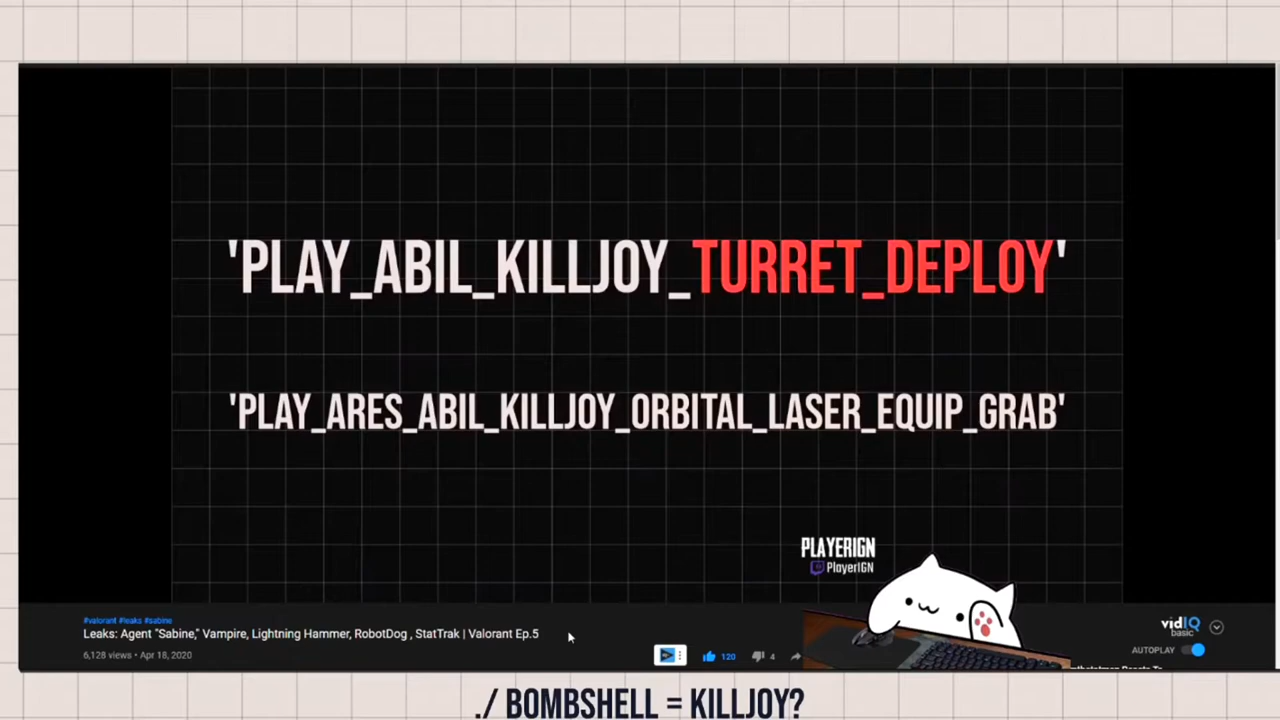 'PLAY_ABIL_KILLJOY_TURRET_DEPLOY'
'PLAY_ARES_ABIL_KILLJOY_ORBITAL_LASER_EQUIP_GRAB'
PLAYERIGN
PlayerIGN
#valorant #leaks #sabine
Leaks: Agent "Sabine," Vampire, Lightning Hammer, RobotDog , StatTrak | Valorant Ep.5
6,128 views • Apr 18, 2020
120
4
vidIQ
basic
AUTOPLAY
./ BOMBSHELL = KILLJOY?